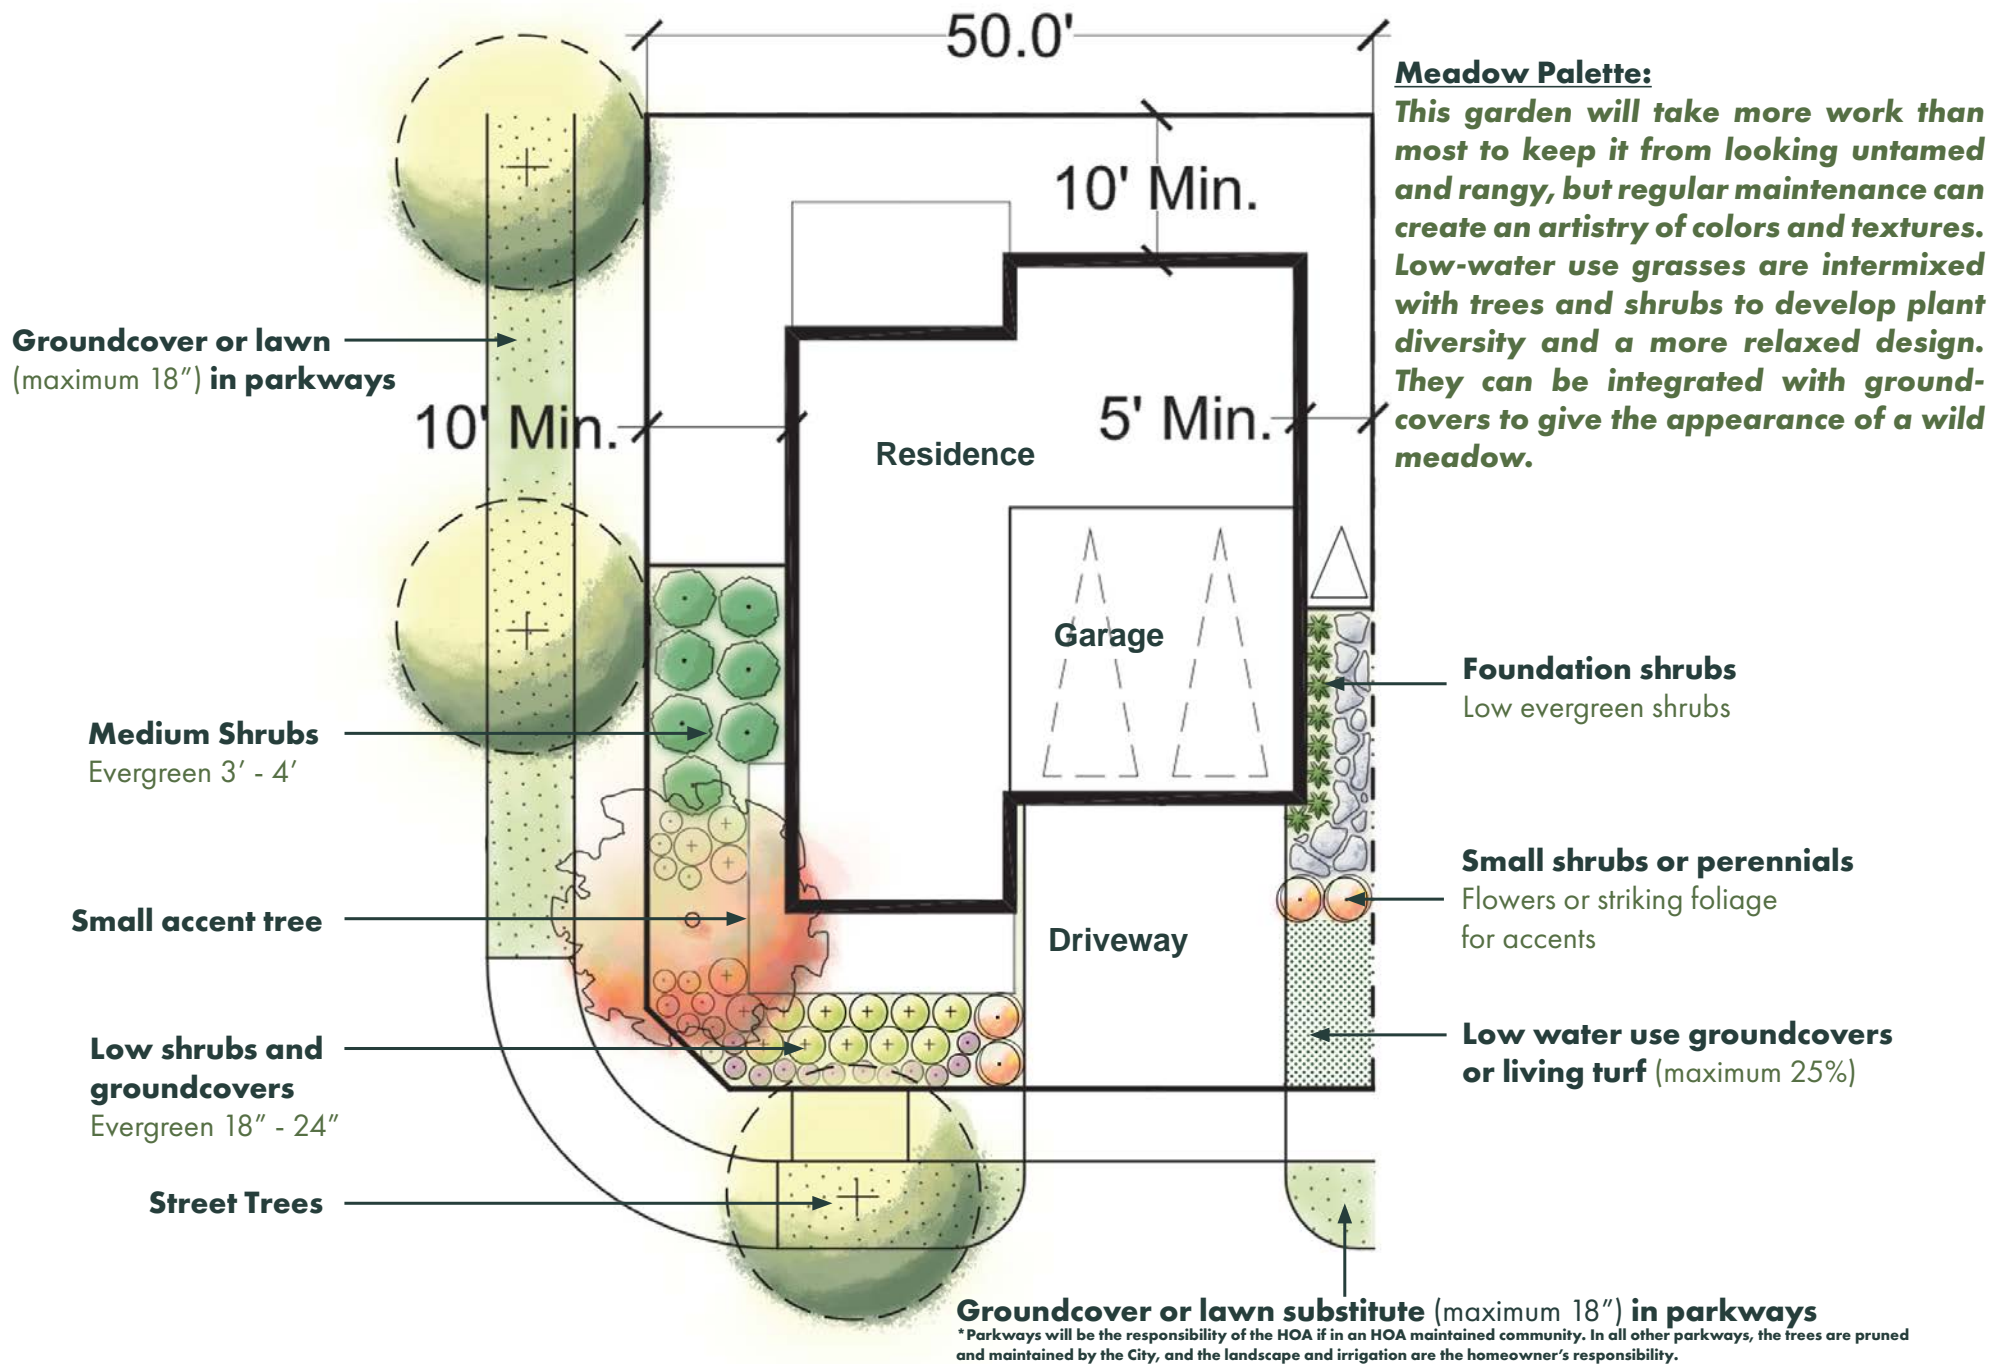 50.0'
Meadow Palette:
This garden will take more work than
most to keep it from looking untamed
and rangy, but regular maintenance can
create an artistry of colors and textures.
Low-water use grasses are intermixed
with trees and shrubs to develop plant
diversity and a more relaxed design.
They can be integrated with ground-
covers to give the appearance of a wild
meadow.
10' Min.
Groundcover or lawn
(maximum 18”) in parkways
10' Min.
5' Min.
Residence
Garage
Foundation shrubs
Low evergreen shrubs
Medium Shrubs
Evergreen 3’ - 4’
Small shrubs or perennials
Flowers or striking foliage
for accents
Small accent tree
Driveway
Low shrubs and
groundcovers
Evergreen 18” - 24”
Low water use groundcovers
or living turf (maximum 25%)
Street Trees
Groundcover or lawn substitute (maximum 18”) in parkways
*Parkways will be the responsibility of the HOA if in an HOA maintained community. In all other parkways, the trees are pruned
and maintained by the City, and the landscape and irrigation are the homeowner’s responsibility.